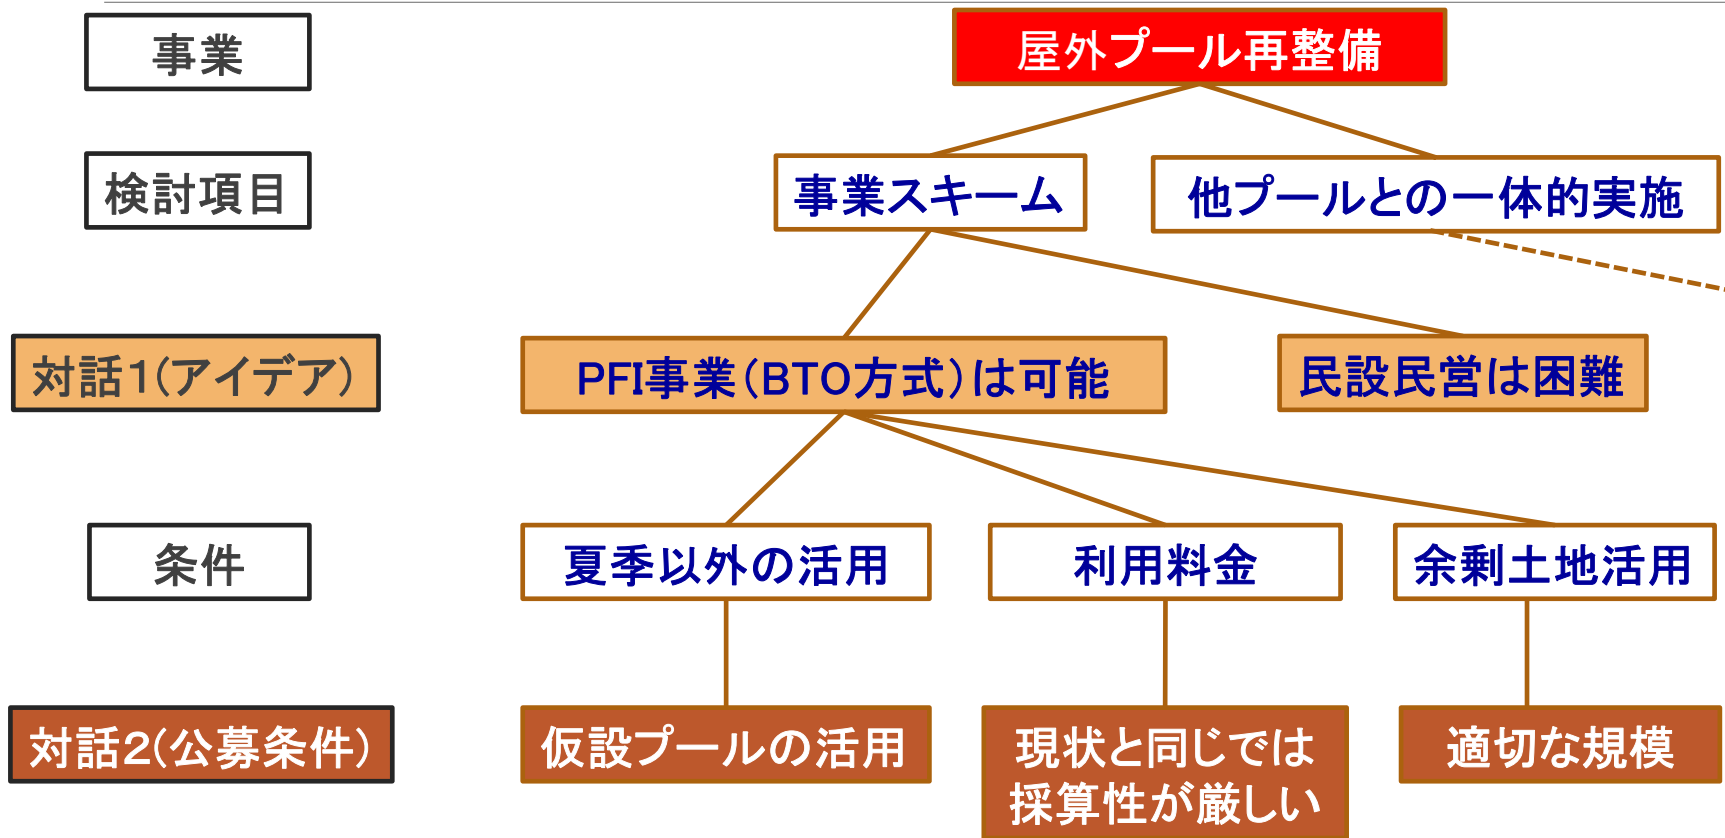 事業
屋外プール再整備
検討項目
事業スキーム
他プールとの一体的実施
対話1(アイデア)
PFI事業(BTO方式)は可能
民設民営は困難
条件
夏季以外の活用
利用料金
余剰土地活用
対話2(公募条件)
仮設プールの活用
現状と同じでは
採算性が厳しい
適切な規模